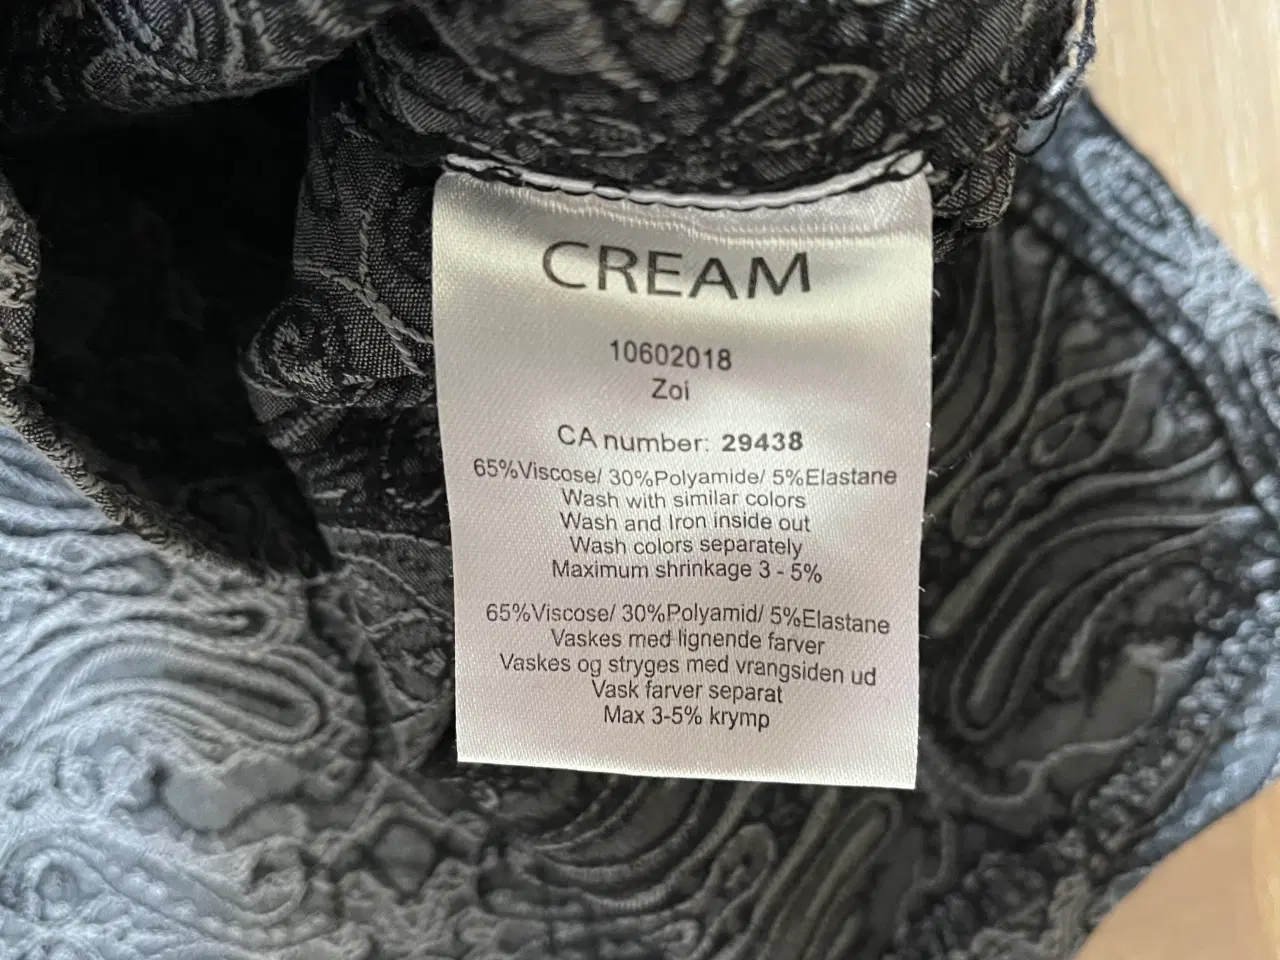 CREAM
10602018
Zoi
CA number: 29438
65%Viscose/ 30%Polyamide/ 5%Elastane
Wash with similar colors
Wash and Iron inside out
Wash colors separately
Maximum shrinkage 3 - 5%
65%Viscose/ 30%Polyamid/ 5%Elastane
Vaskes med lignende farver
Vaskes og stryges med vrangsiden ud
Vask farver separat
Max 3-5% krymp